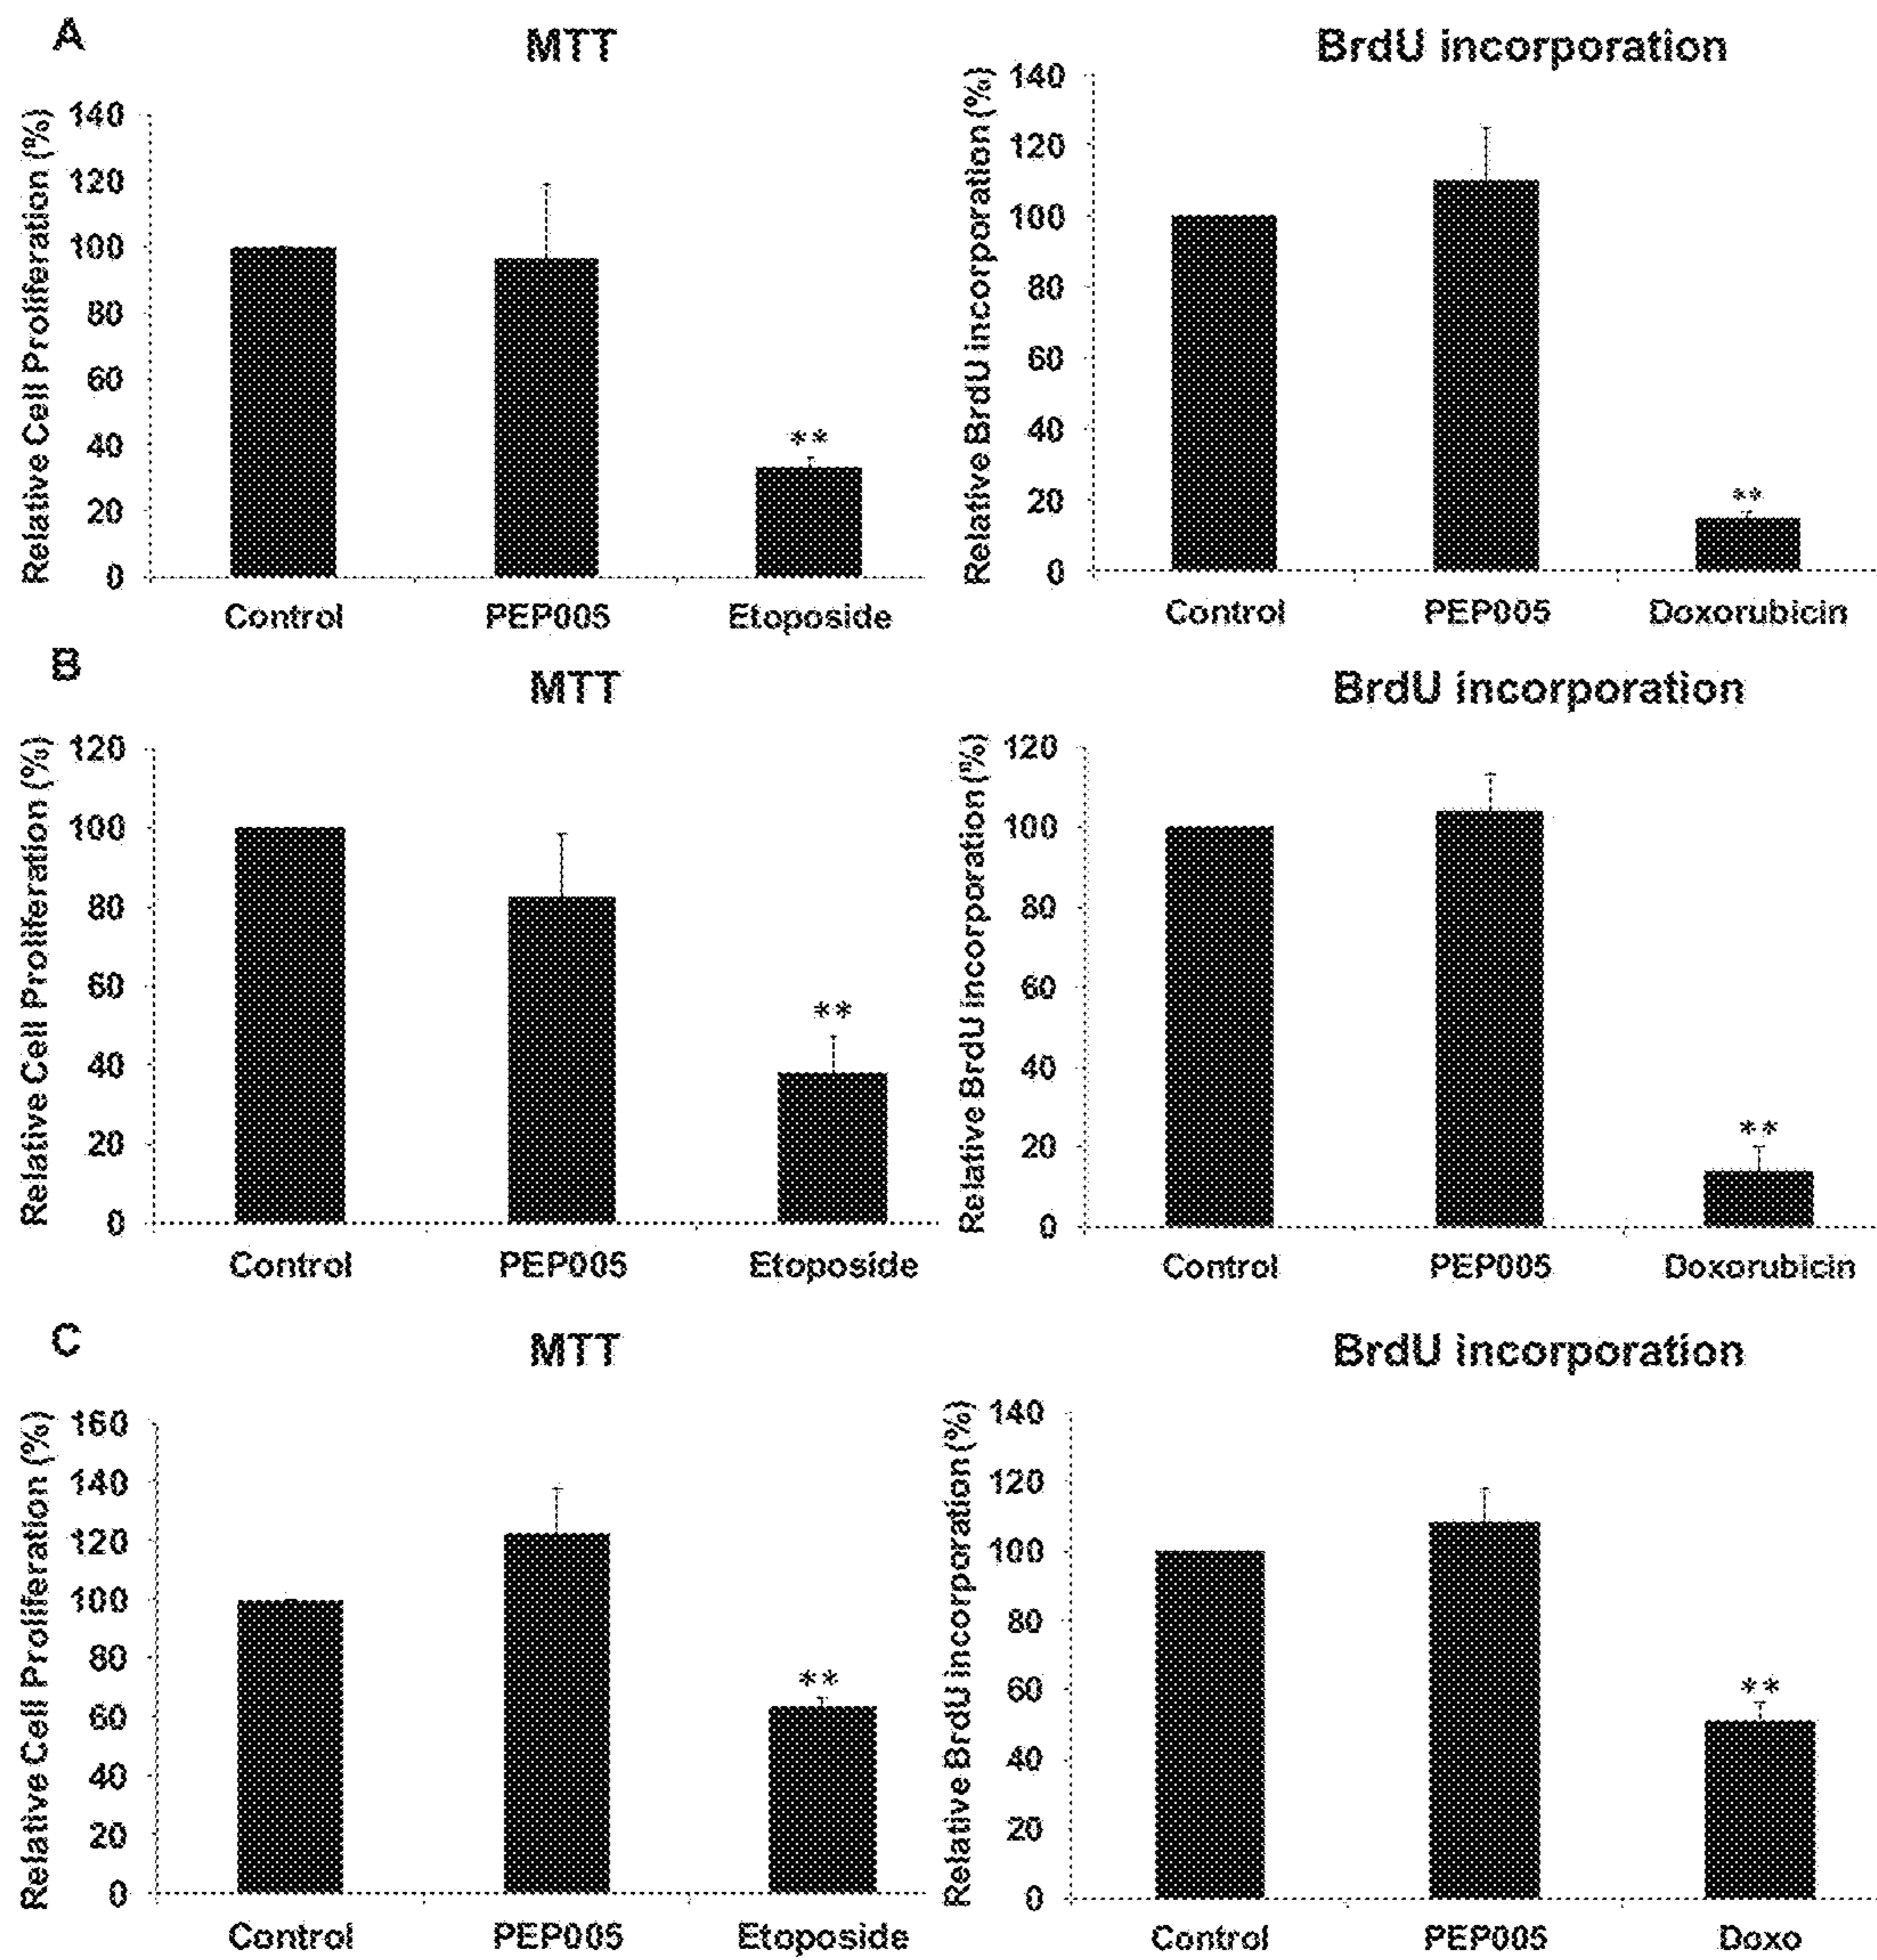 A
MTT
Relative Cell Proliferation (%)
140
120
100
80
60
40
20
0
Control PEP005 Etoposide
**
BrdU incorporation
Relative BrdU incorporation (%)
140
120
100
80
60
40
20
0
Control PEP005 Doxorubicin
**
B
MTT
Relative Cell Proliferation (%)
120
100
80
60
40
20
0
Control PEP005 Etoposide
**
BrdU incorporation
Relative BrdU incorporation (%)
120
100
80
60
40
20
0
Control PEP005 Doxorubicin
**
C
MTT
Relative Cell Proliferation (%)
160
140
120
100
80
60
40
20
0
Control PEP005 Etoposide
**
BrdU incorporation
Relative BrdU incorporation (%)
140
120
100
80
60
40
20
0
Control PEP005 Doxo
**